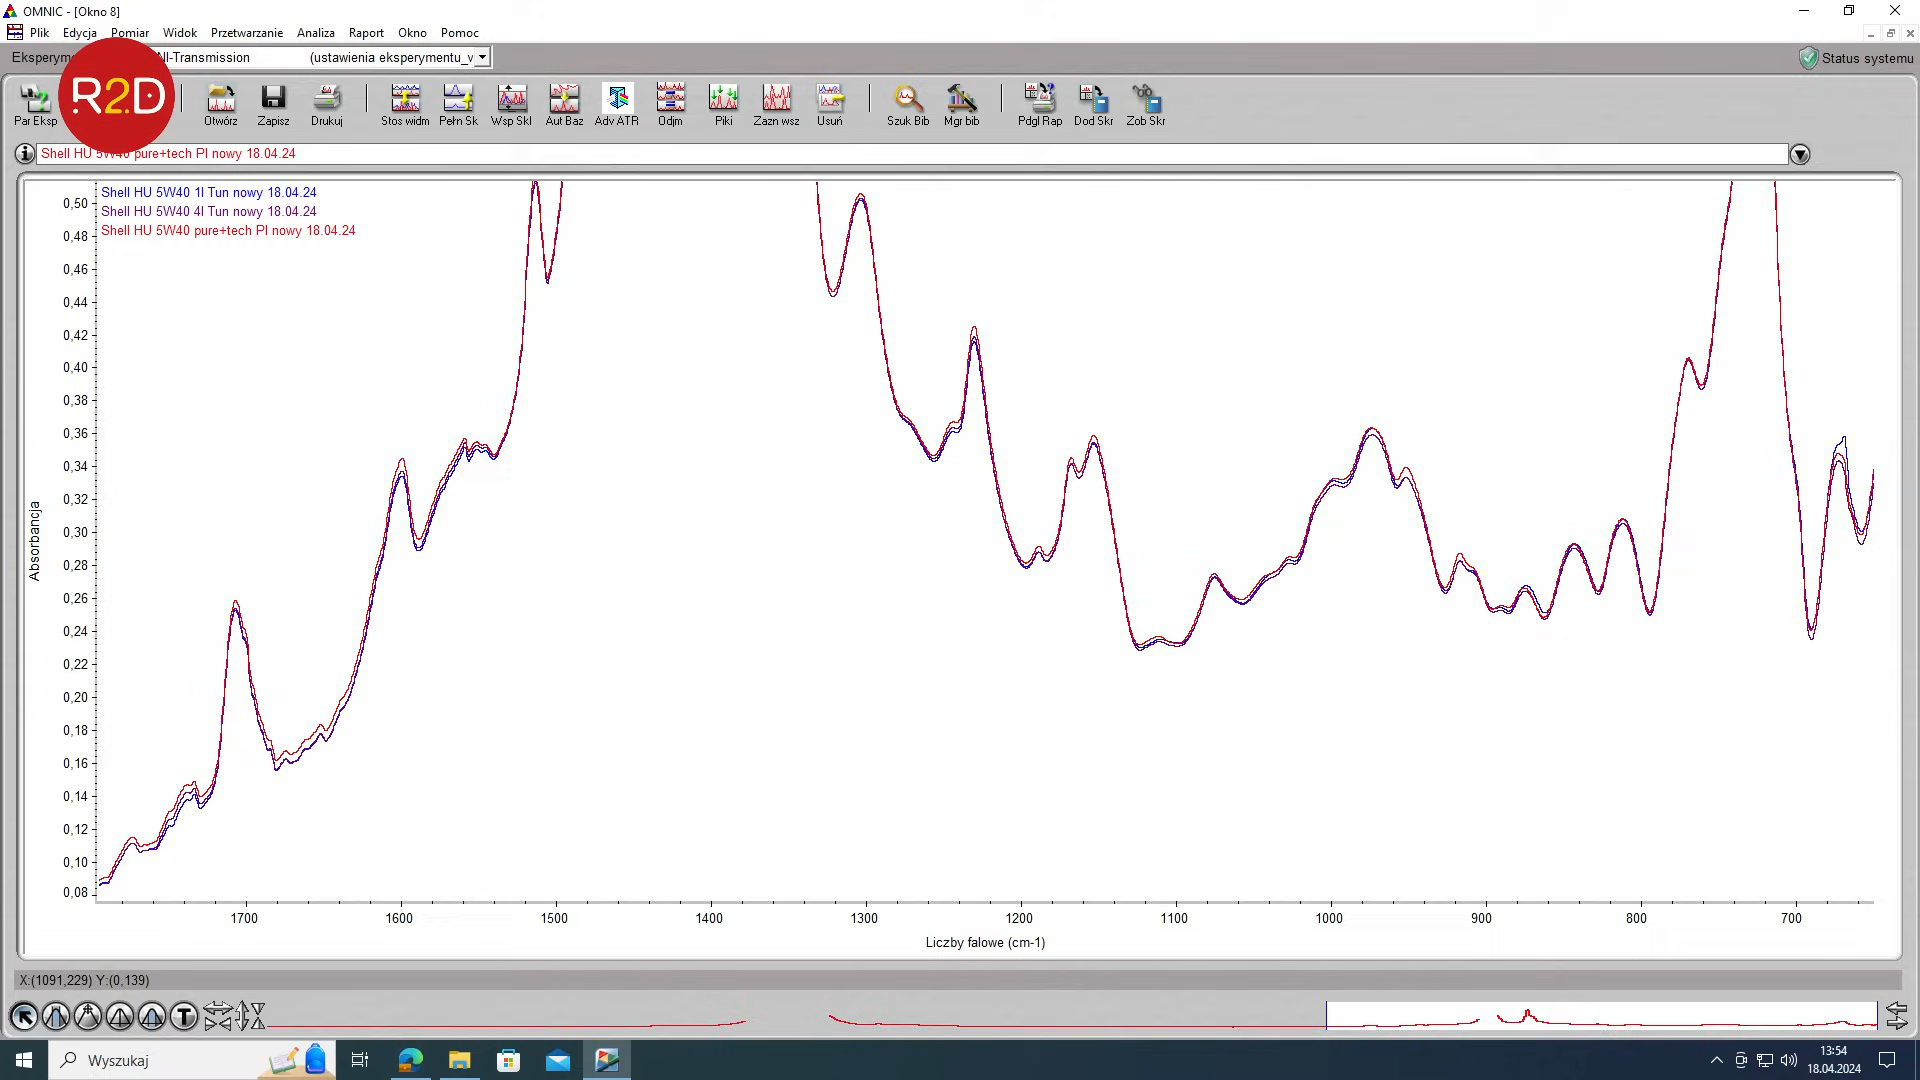 OMNIC - [Okno 8]
Plik Edycja Pomiar Widok Przetwarzanie Analiza Raport Okno Pomoc
(ustawienia eksperymentu_v
Status systemu
R2D
Par Eksp Otwórz Zapisz Drukuj Stos widm Pełn Sk Wsp Skl Aut Baz Adv ATR Odjm Piki Zazn wsz Usuń Szuk Bib Mgr bib Pdgl Rap Dod Skr Zob Skr
Shell HU 5W40 pure+tech Pl nowy 18.04.24
Shell HU 5W40 1l Tun nowy 18.04.24
Shell HU 5W40 4l Tun nowy 18.04.24
Shell HU 5W40 pure+tech Pl nowy 18.04.24
0,50
0,48
0,46
0,44
0,42
0,40
0,38
0,36
0,34
0,32
0,30
0,28
0,26
0,24
0,22
0,20
0,18
0,16
0,14
0,12
0,10
0,08
Absorbancja
1700 1600 1500 1400 1300 1200 1100 1000 900 800 700
Liczby falowe (cm-1)
X:(1091,229) Y:(0,139)
T
Wyszukaj
13:54
18.04.2024